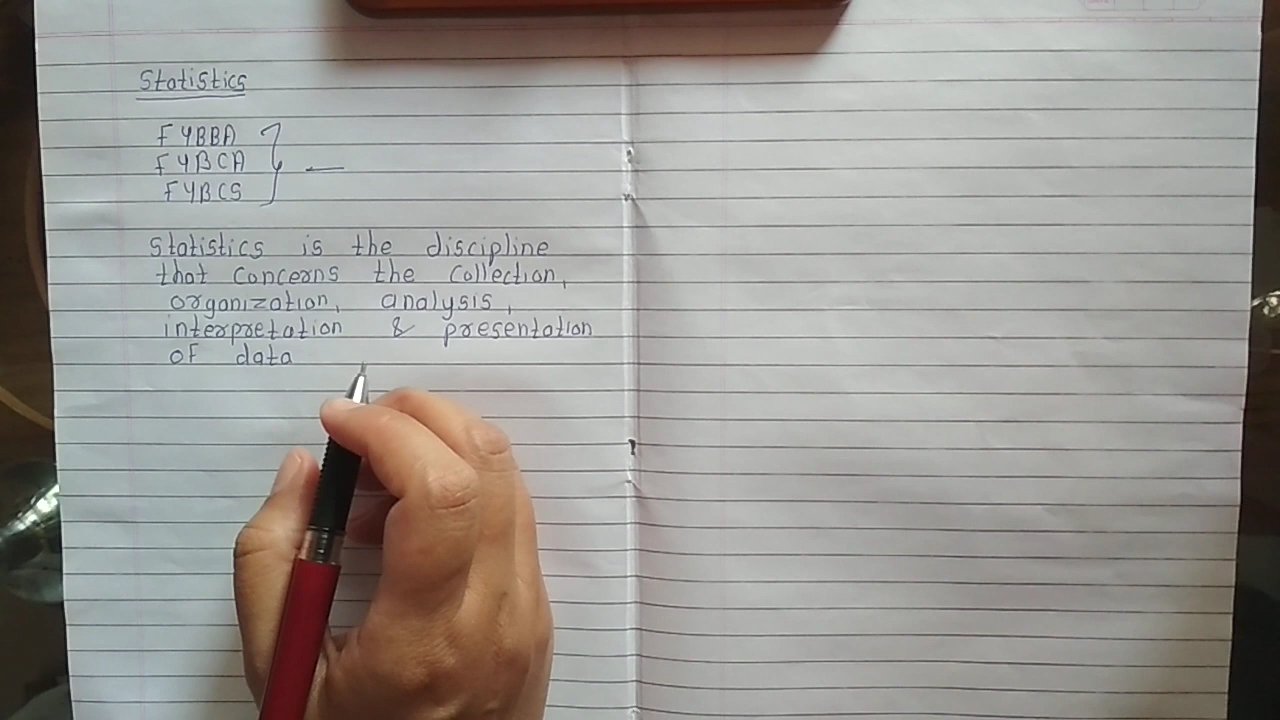 Statistics
FYBBA
FYBCA
FYBCS
Statistics is the discipline
that concerns the collection,
organization, analysis,
interpretation & presentation
of data